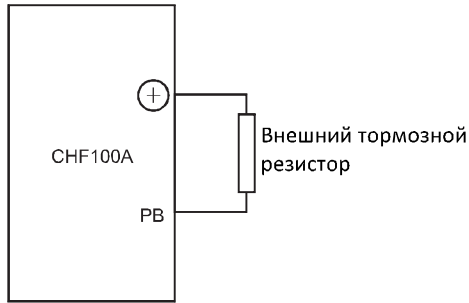 +
Внешний тормозной
CHF100A
резистор
PB